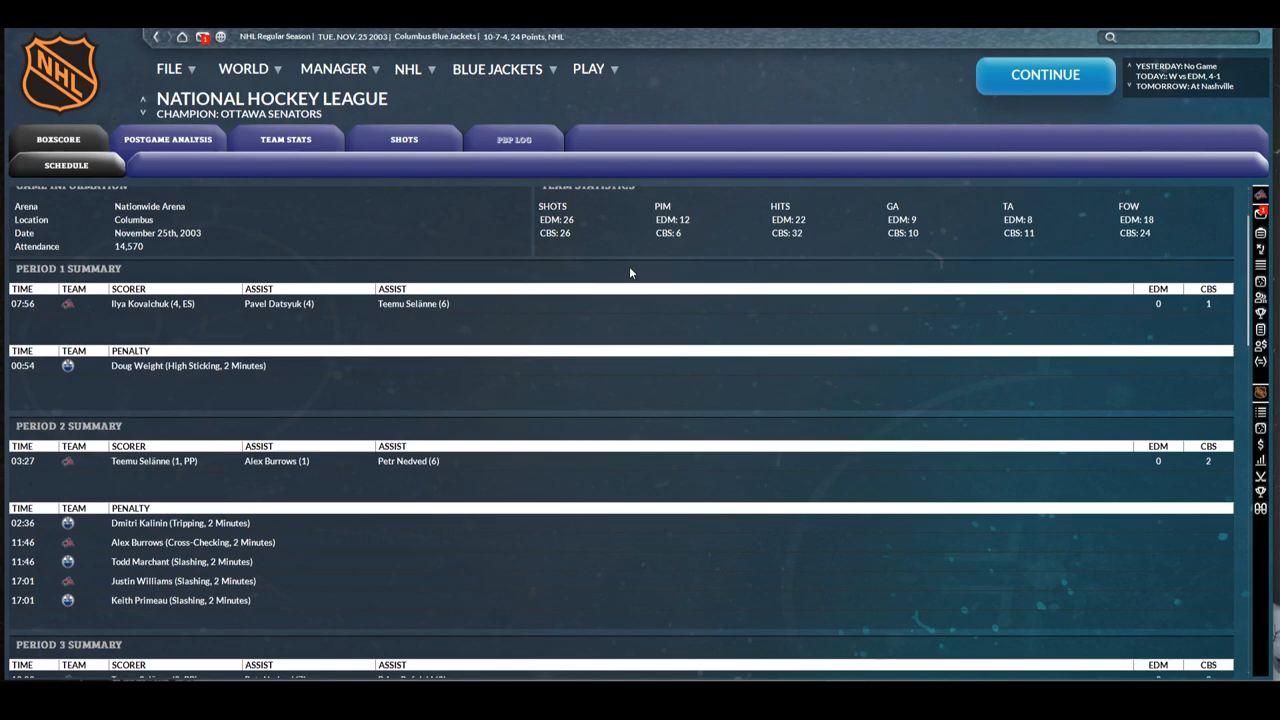 NHL Regular Season | TUE. NOV. 25 2003 | Columbus Blue Jackets | 10-7-4, 24 Points, NHL
NHL
FILE WORLD MANAGER NHL BLUE JACKETS PLAY
CONTINUE
YESTERDAY: No Game
TODAY:: W vs EDM, 4-1
TOMORROW: At Nashville
NATIONAL HOCKEY LEAGUE
CHAMPION: OTTAWA SENATORS
BOXSCORE POSTGAME ANALYSIS TEAM STATS SHOTS PBP LOG
SCHEDULE
GAME INFORMATION TEAM STATISTICS
Arena Nationwide Arena
Location Columbus
Date November 25th, 2003
Attendance 14,570
SHOTS PIM HITS GA TA FOW
EDM: 26 EDM: 12 EDM: 22 EDM: 9 EDM: 8 EDM: 18
CBS: 26 CBS: 6 CBS: 32 CBS: 10 CBS: 11 CBS: 24
PERIOD 1 SUMMARY
TIME TEAM SCORER ASSIST ASSIST EDM CBS
07:56 Ilya Kovalchuk (4, ES) Pavel Datsyuk (4) Teemu Selänne (6) 0 1
TIME TEAM PENALTY
00:54 Doug Weight (High Sticking, 2 Minutes)
PERIOD 2 SUMMARY
TIME TEAM SCORER ASSIST ASSIST EDM CBS
03:27 Teemu Selänne (1, PP) Alex Burrows (1) Petr Nedved (6) 0 2
TIME TEAM PENALTY
02:36 Dmitri Kalinin (Tripping, 2 Minutes)
11:46 Alex Burrows (Cross-Checking, 2 Minutes)
11:46 Todd Marchant (Slashing, 2 Minutes)
17:01 Justin Williams (Slashing, 2 Minutes)
17:01 Keith Primeau (Slashing, 2 Minutes)
PERIOD 3 SUMMARY
TIME TEAM SCORER ASSIST ASSIST EDM CBS